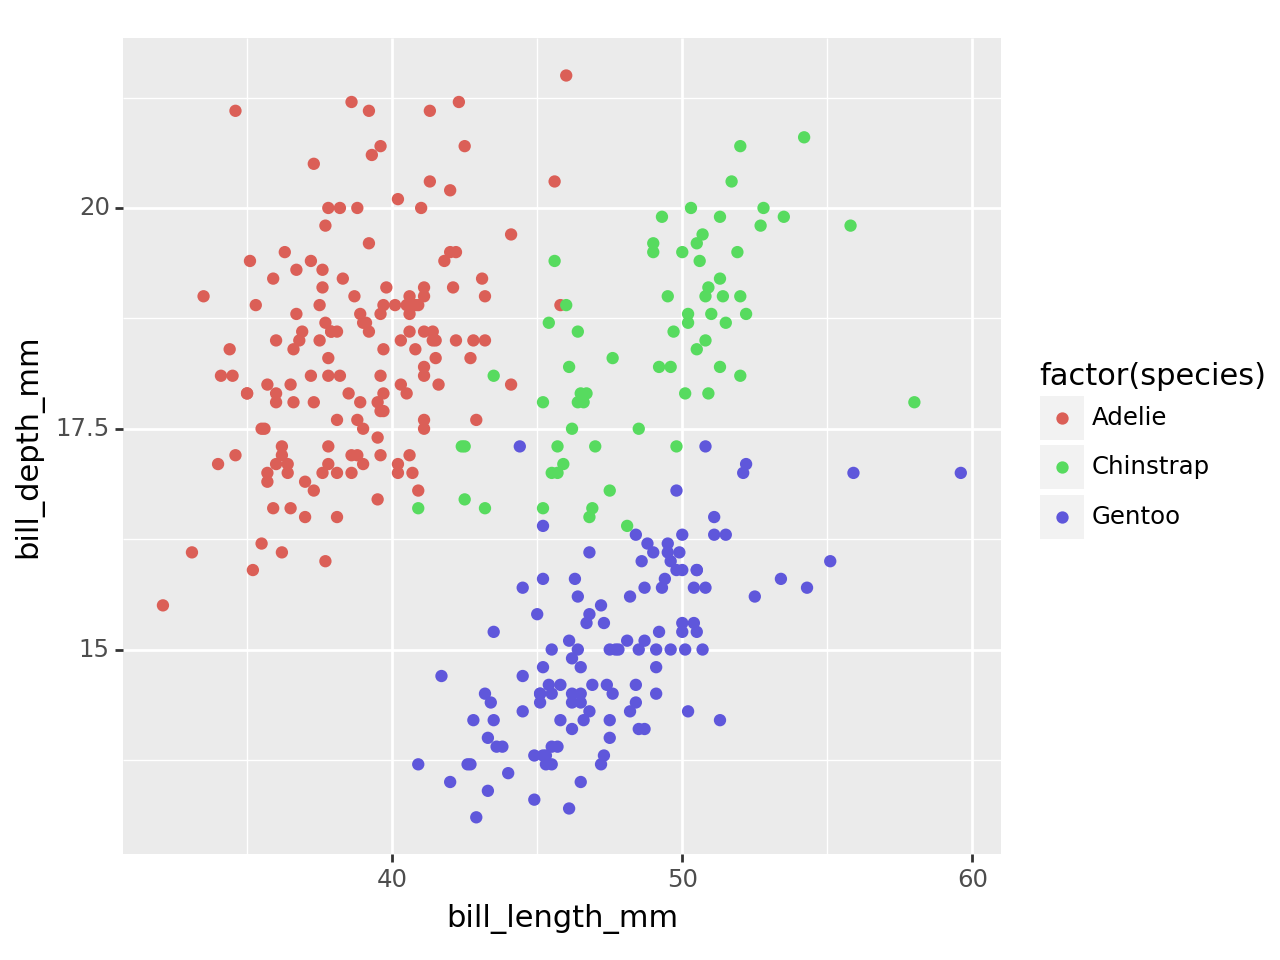 bill_depth_mm
20
17.5
15
40
50
60
bill_length_mm
factor(species)
Adelie
Chinstrap
Gentoo